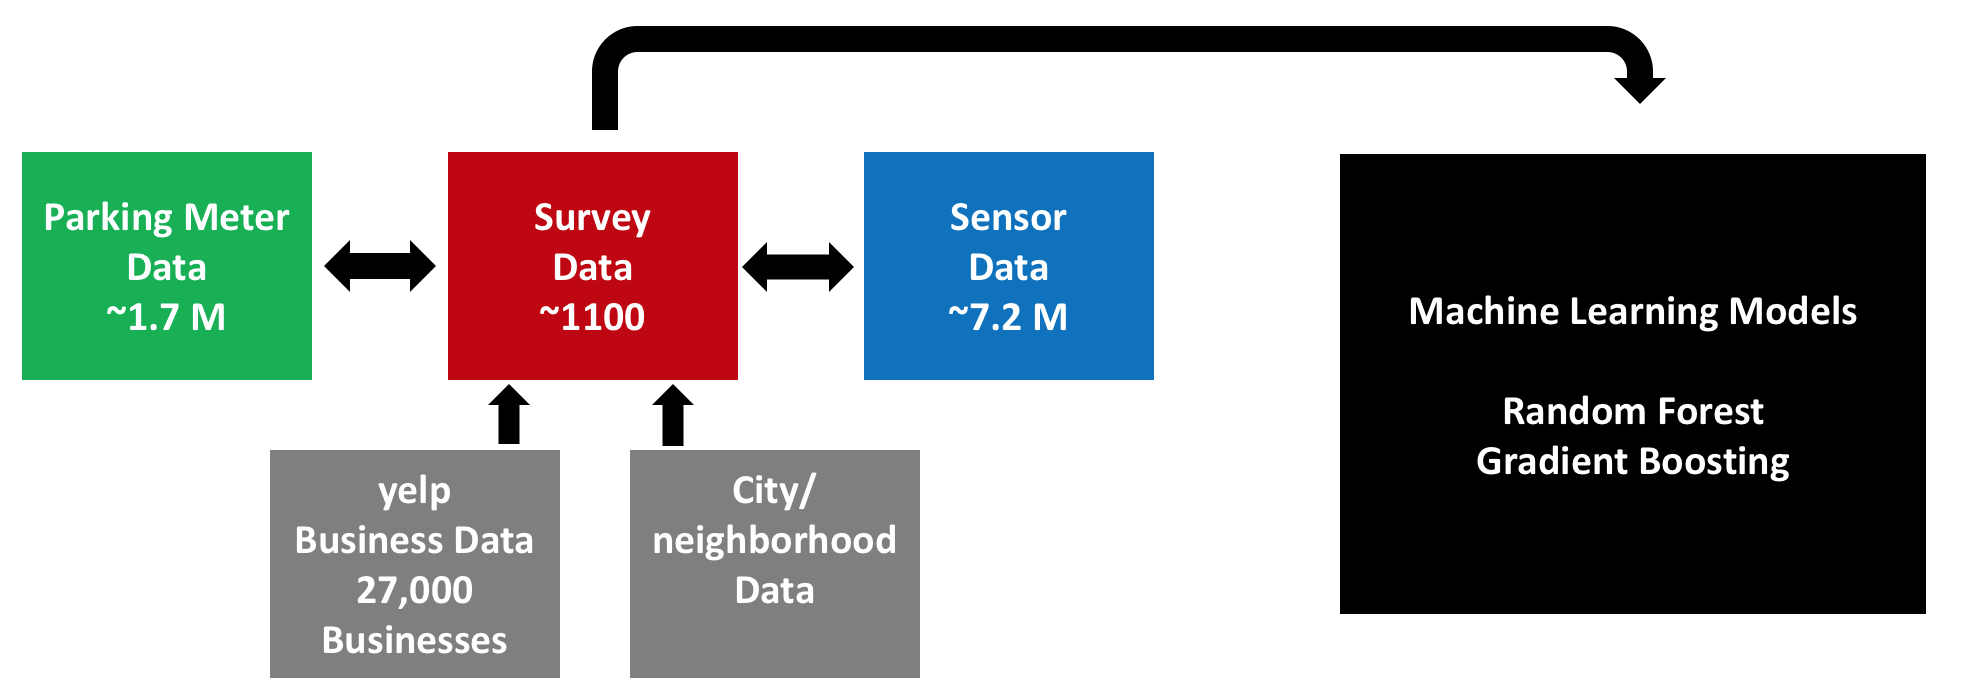 Parking Meter
Data
~1.7 M
Survey
Data
~1100
Sensor
Data
~7.2 M
Machine Learning Models
Random Forest
Gradient Boosting
yelp
Business Data
27,000
Businesses
City/
neighborhood
Data